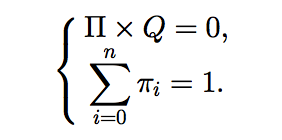 Π × Q = 0,
∑_{i=0}^{n} π_i = 1.